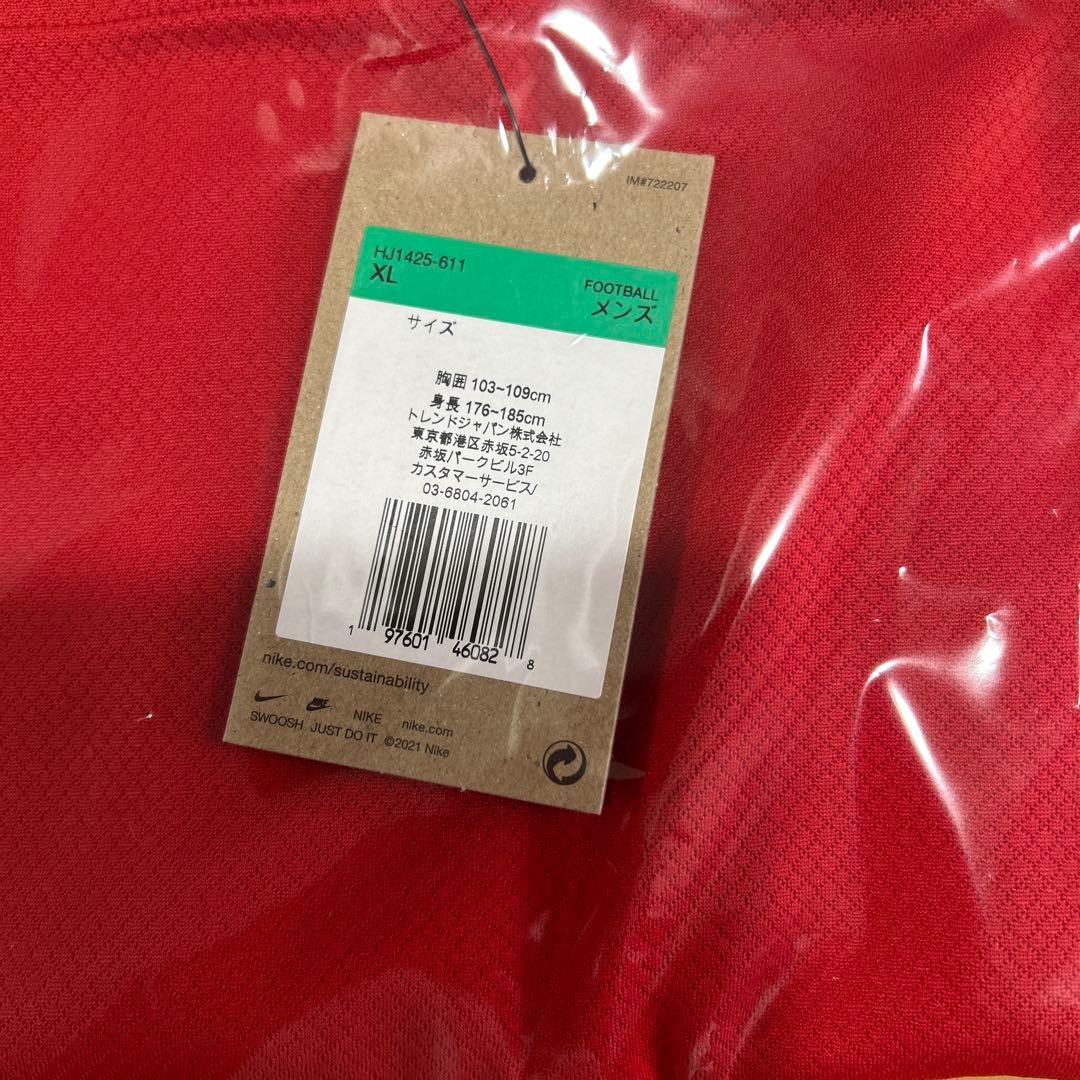 IM#722207
HJ1425-611
XL
FOOTBALL
メンズ
サイズ
胸囲 103~109cm
身長 176~185cm
トレンドジャパン株式会社
東京都港区赤坂5-2-20
赤坂パークビル3F
カスタマーサービス/
03-6804-2061
1 97601 46082 8
nike.com/sustainability
NIKE nike.com
SWOOSH JUST DO IT ©2021 Nike